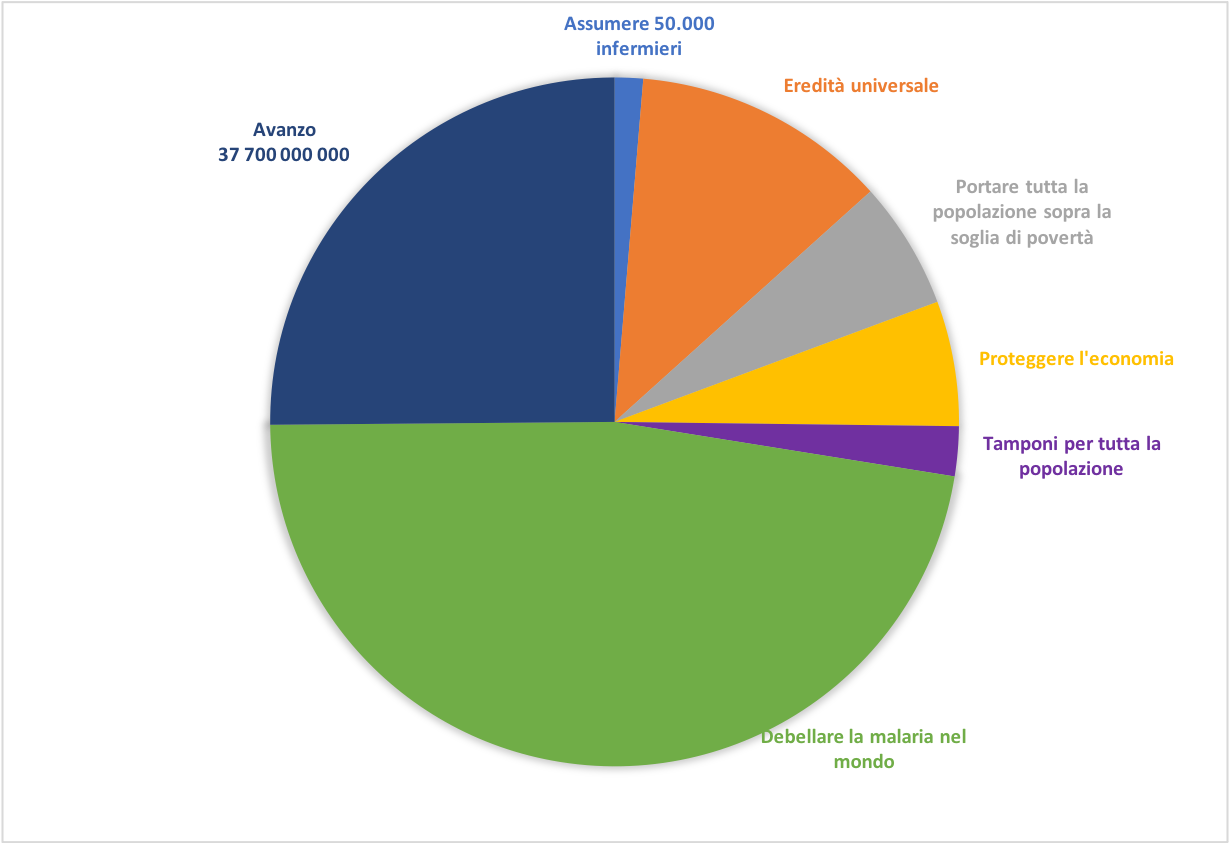 Assumere 50.000
infermieri
Eredità universale
Avanzo
37 700 000 000
Portare tutta la
popolazione sopra la
soglia di povertà
Proteggere l'economia
Tamponi per tutta la
popolazione
Debellare la malaria nel
mondo